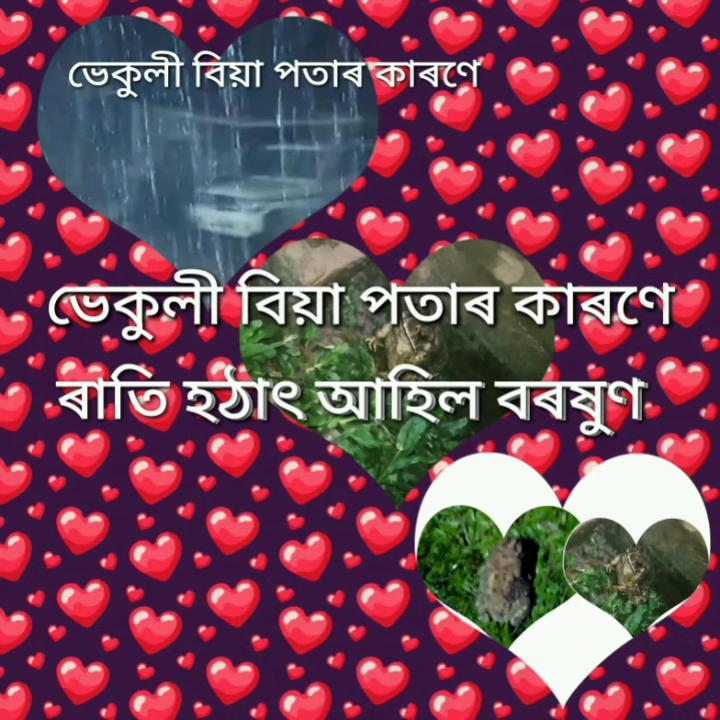 ভেকুলী বিয়া পতাৰ কাৰণে
ভেকুলী বিয়া পতাৰ কাৰণে
ৰাতি হঠাৎ আহিল বৰষুণ